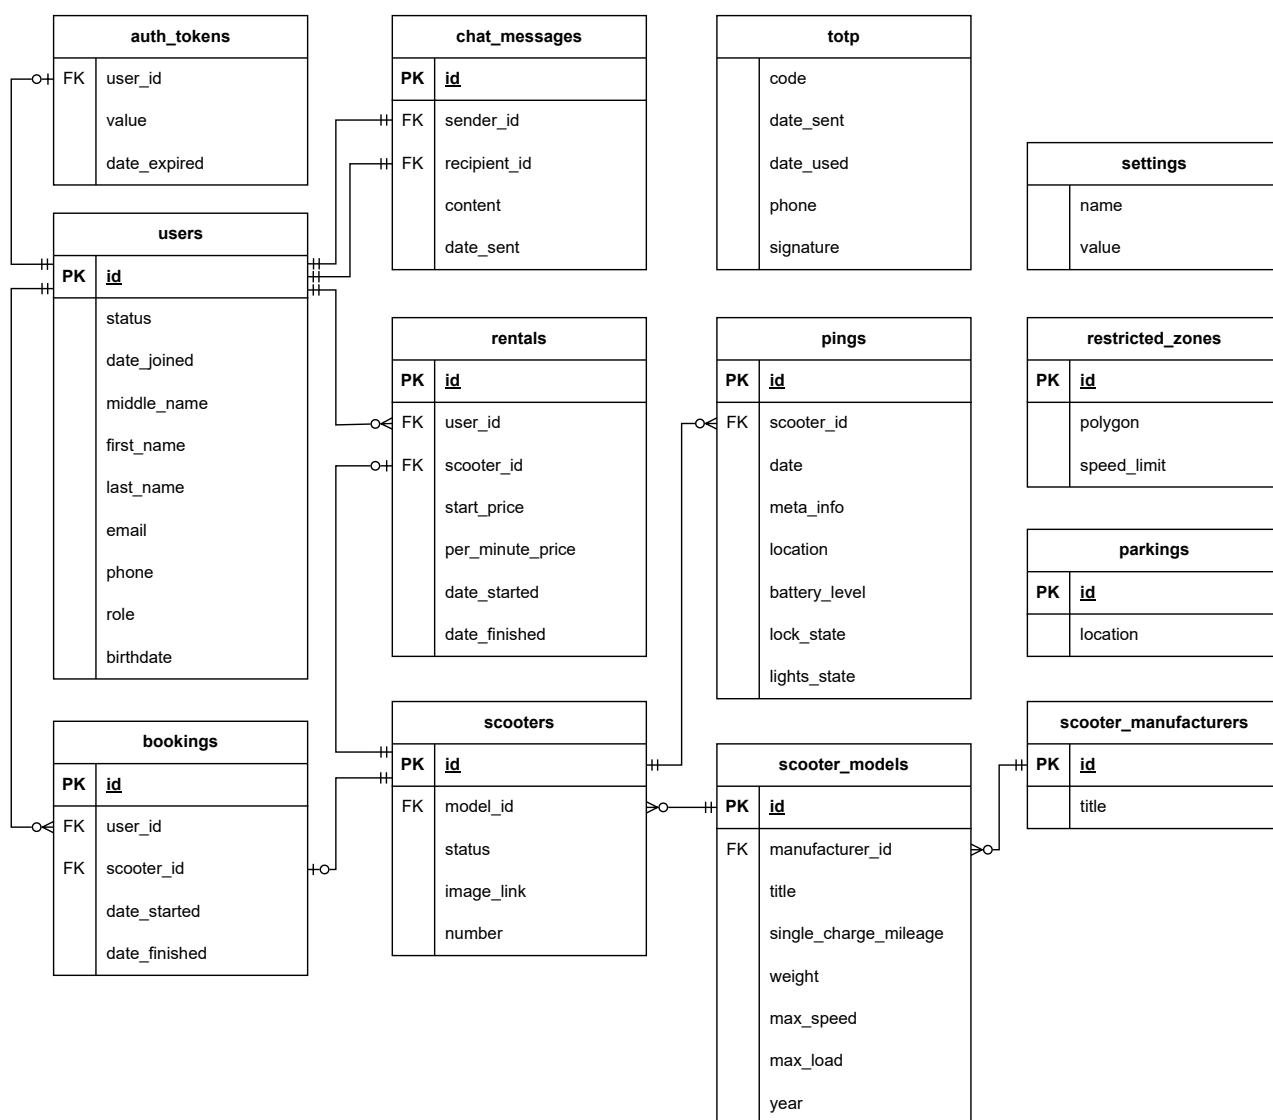 auth_tokens
FK user_id
value
date_expired
users
PK id
status
date_joined
middle_name
first_name
last_name
email
phone
role
birthdate
bookings
PK id
FK user_id
FK scooter_id
date_started
date_finished
chat_messages
PK id
FK sender_id
FK recipient_id
content
date_sent
rentals
PK id
FK user_id
FK scooter_id
start_price
per_minute_price
date_started
date_finished
scooters
PK id
FK model_id
status
image_link
number
totp
code
date_sent
date_used
phone
signature
pings
PK id
FK scooter_id
date
meta_info
location
battery_level
lock_state
lights_state
scooter_models
PK id
FK manufacturer_id
title
single_charge_mileage
weight
max_speed
max_load
year
settings
name
value
restricted_zones
PK id
polygon
speed_limit
parkings
PK id
location
scooter_manufacturers
PK id
title